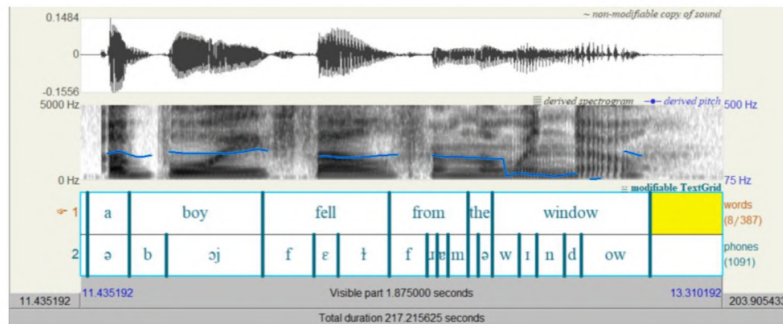 0.1484
~ non-modifiable copy of sound
0
-0.1556
5000 Hz
derived spectrogram derived pitch
500 Hz
0 Hz
75 Hz
modifiable TextGrid
1 a boy fell from the window
words
(8/387)
2 ə b ɔj f ɛ ɫ f ɹ ɐ m ə w ɪ n d ow
phones
(1091)
11.435192 Visible part 1.875000 seconds 13.310192
11.435192 203.905433
Total duration 217.215625 seconds